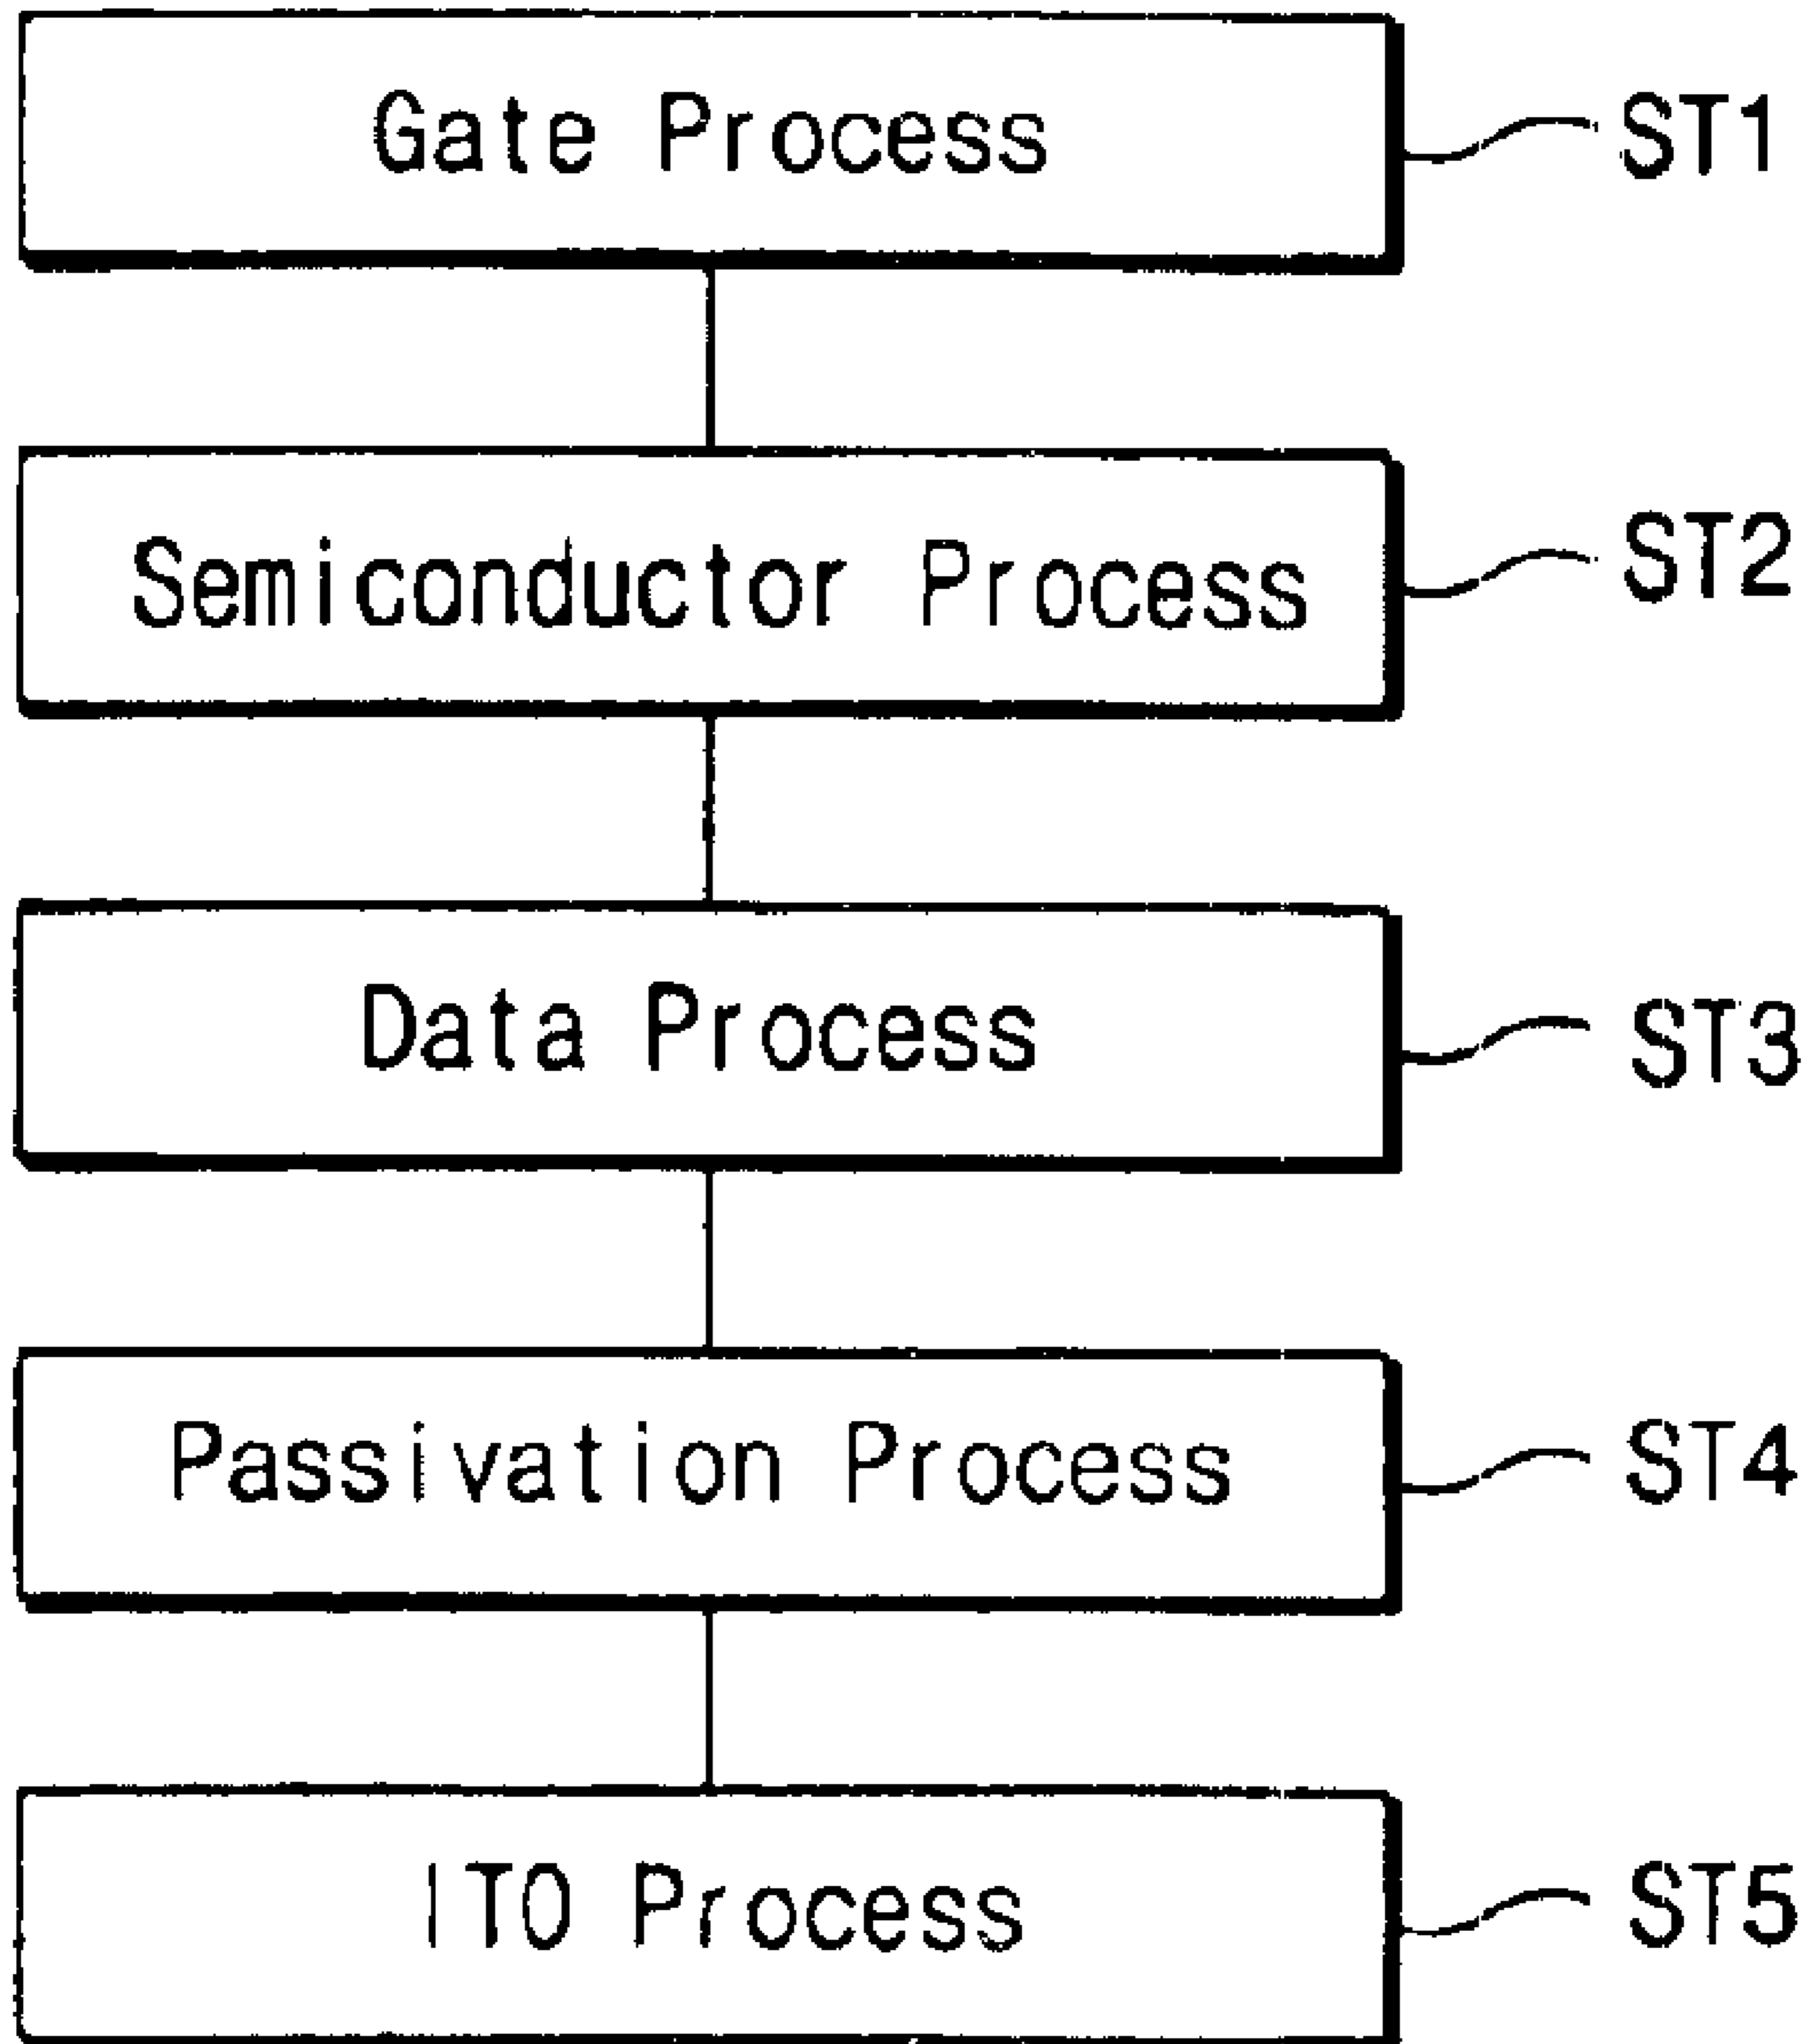 Gate Process ST1
Semiconductor Process ST2
Data Process ST3
Passivation Process ST4
ITO Process ST5